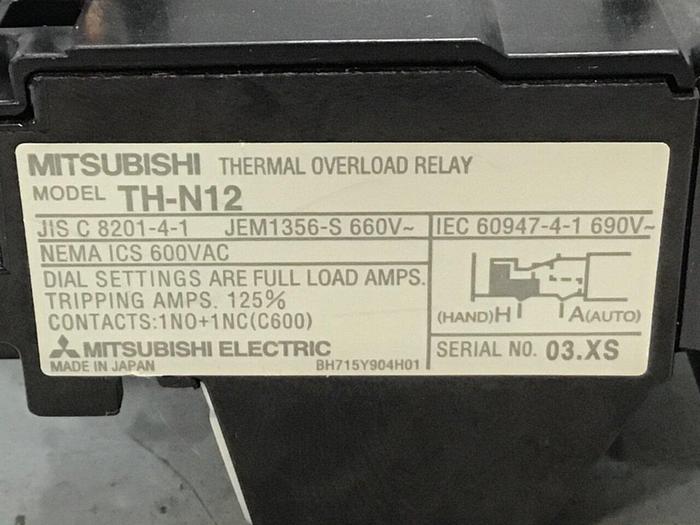 MITSUBISHI THERMAL OVERLOAD RELAY
MODEL TH-N12
JIS C 8201-4-1 JEM1356-S 660V~
IEC 60947-4-1 690V~
NEMA ICS 600VAC
DIAL SETTINGS ARE FULL LOAD AMPS.
TRIPPING AMPS. 125%
CONTACTS:1NO+1NC(C600)
(HAND)H A(AUTO)
MITSUBISHI ELECTRIC
MADE IN JAPAN BH715Y904H01
SERIAL NO. 03.XS